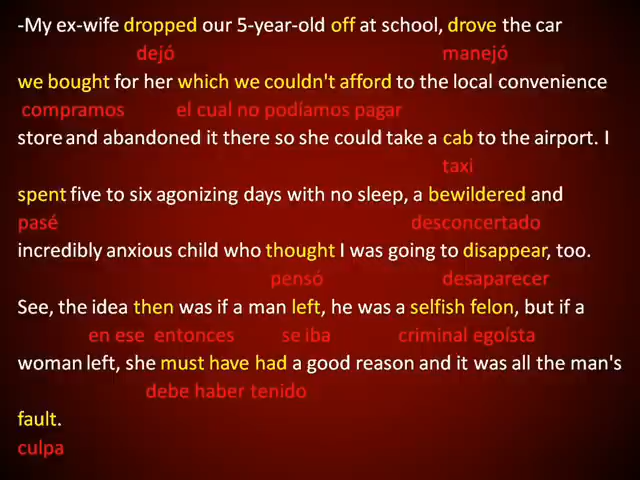 -My ex-wife dropped our 5-year-old off at school, drove the car
dejó manejó
we bought for her which we couldn't afford to the local convenience
compramos el cual no podíamos pagar
store and abandoned it there so she could take a cab to the airport. I
taxi
spent five to six agonizing days with no sleep, a bewildered and
pasé desconcertado
incredibly anxious child who thought I was going to disappear, too.
pensó desaparecer
See, the idea then was if a man left, he was a selfish felon, but if a
en ese entonces se iba criminal egoísta
woman left, she must have had a good reason and it was all the man's
debe haber tenido
fault.
culpa